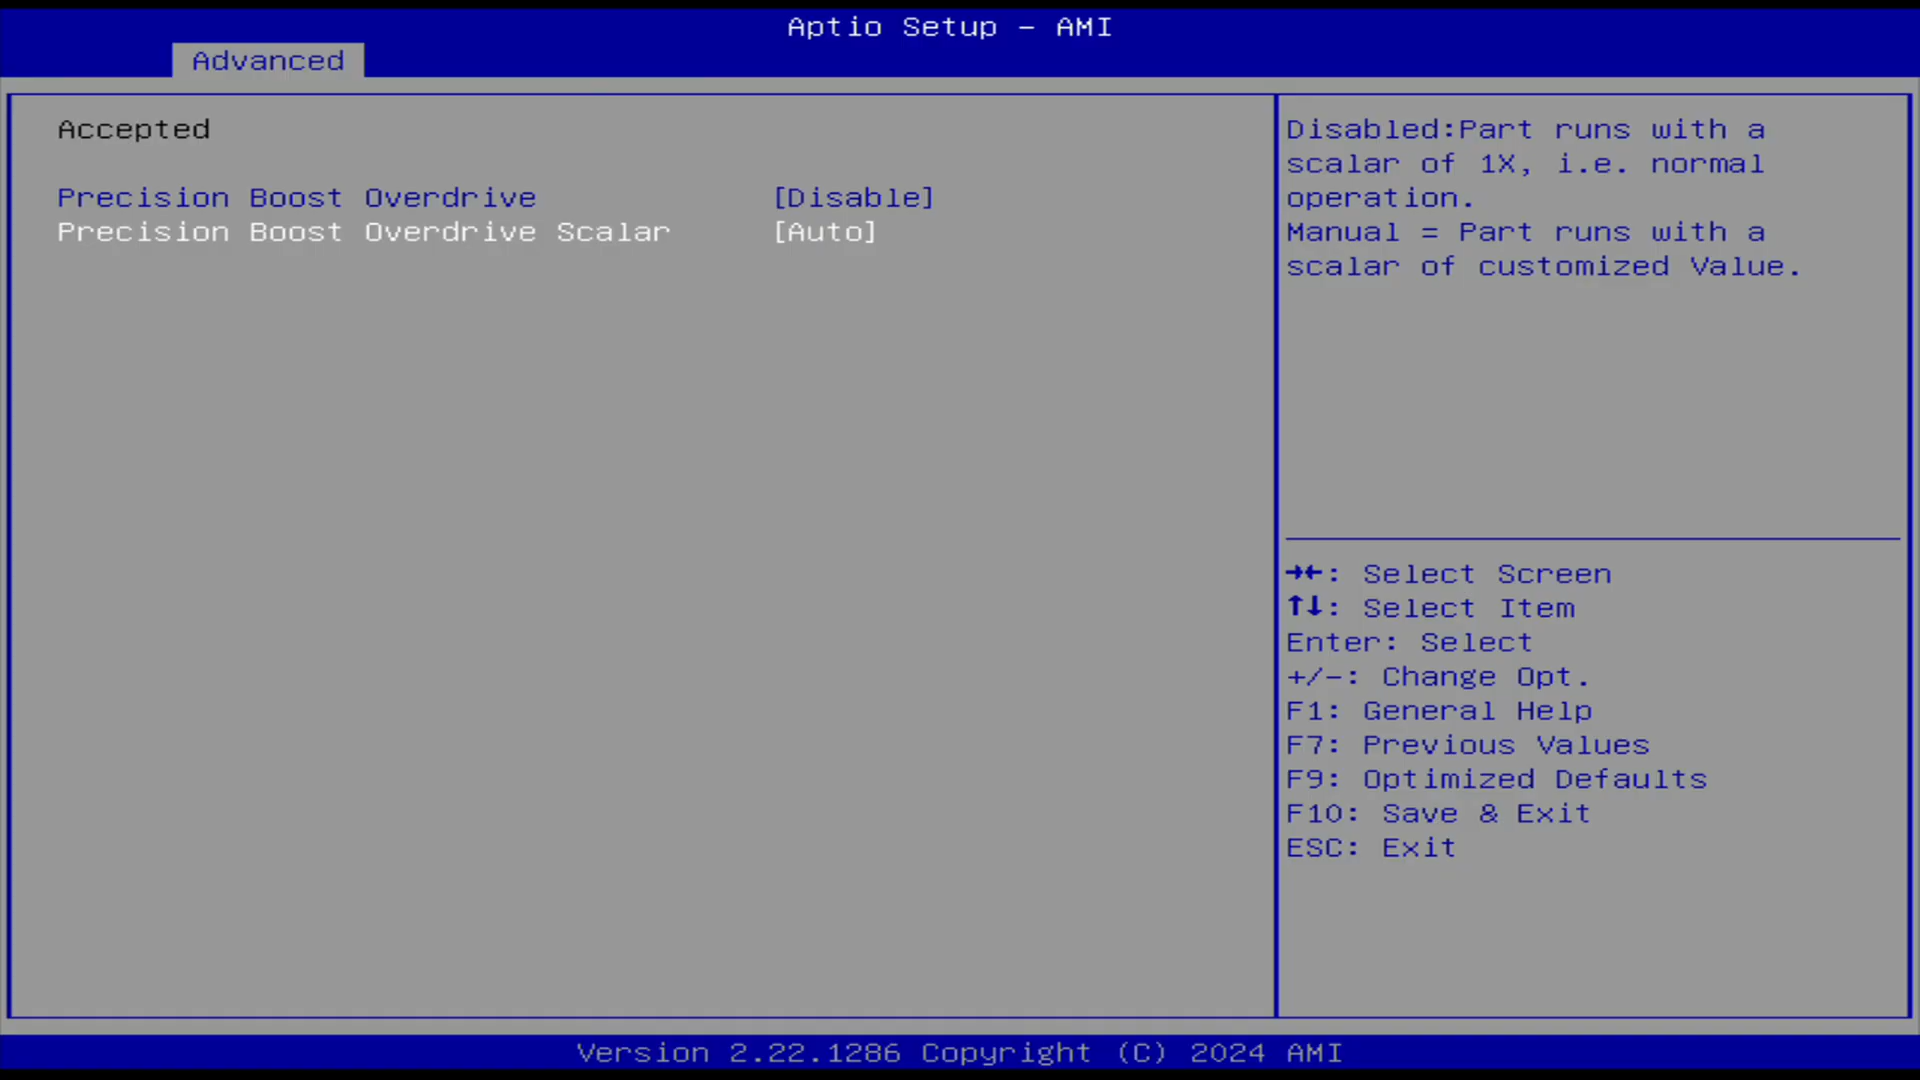 Aptio Setup - AMI
Advanced
Accepted
Precision Boost Overdrive [Disable]
Precision Boost Overdrive Scalar [Auto]
Disabled:Part runs with a
scalar of 1X, i.e. normal
operation.
Manual = Part runs with a
scalar of customized Value.
→←: Select Screen
↑↓: Select Item
Enter: Select
+/-: Change Opt.
F1: General Help
F7: Previous Values
F9: Optimized Defaults
F10: Save & Exit
ESC: Exit
Version 2.22.1286 Copyright (C) 2024 AMI